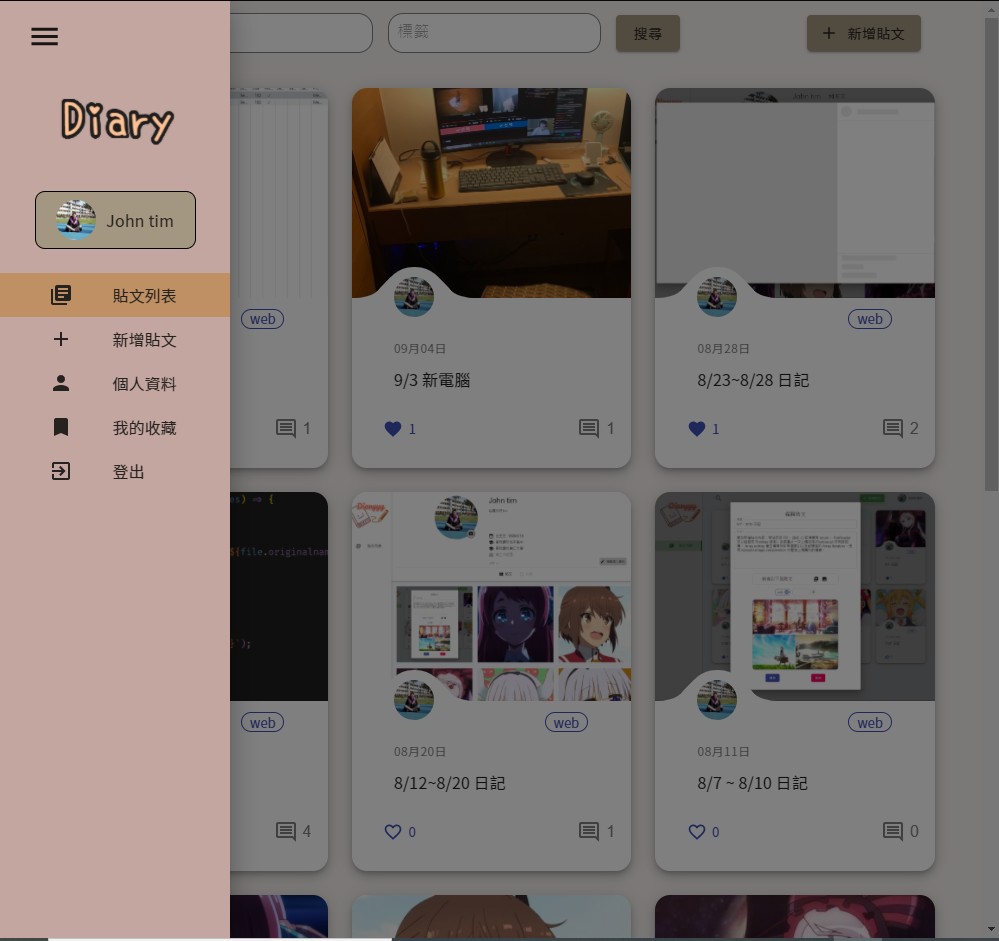 標籤
搜尋
新增貼文
Diary
John tim
貼文列表
新增貼文
個人資料
我的收藏
登出
web
1
09月04日
9/3 新電腦
1
1
web
08月28日
8/23~8/28 日記
1
2
) => {
${file.originalnam
`);
web
4
John tim
web
08月20日
8/12~8/20 日記
0
1
web
08月11日
8/7 ~ 8/10 日記
0
0